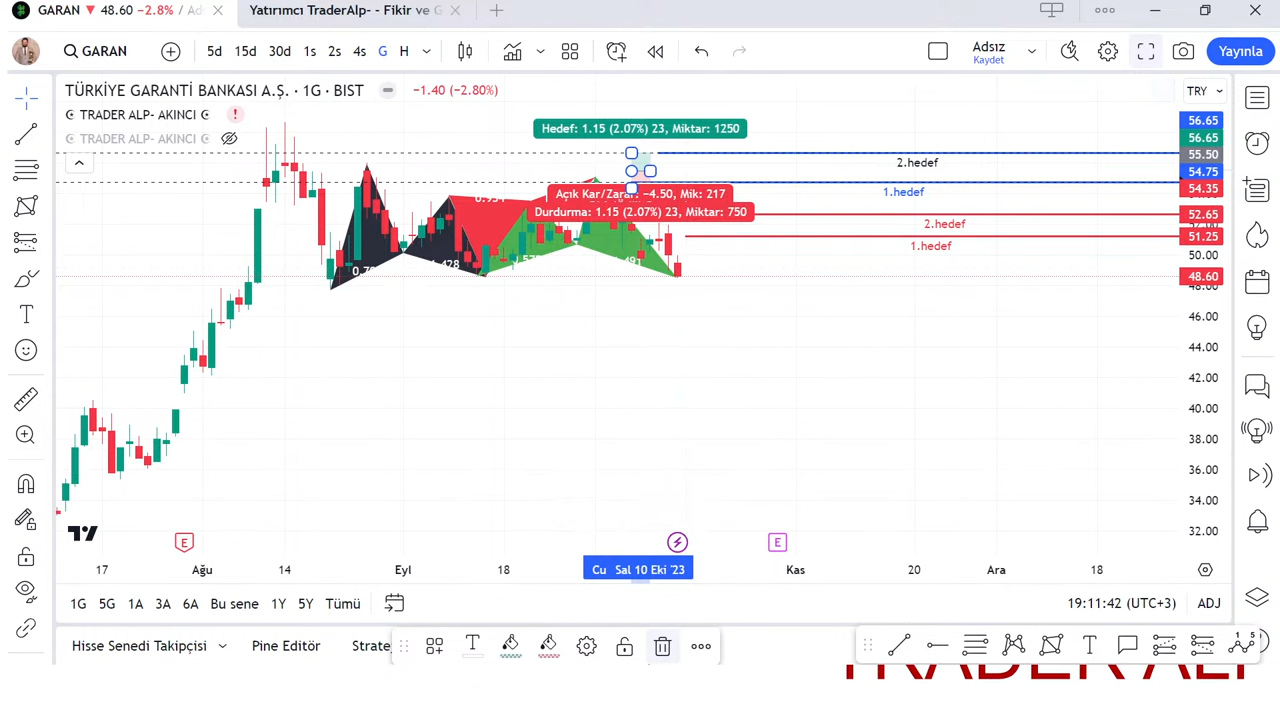 GARAN ▼ 48.60 −2.8% / Ad
Yatırımcı TraderAlp- - Fikir ve G
GARAN
5d 15d 30d 1s 2s 4s G H
Adsız
Kaydet
Yayınla
TÜRKİYE GARANTİ BANKASI A.Ş. · 1G · BIST
−1.40 (−2.80%)
TRY
TRADER ALP- AKINCI
TRADER ALP- AKINCI
Hedef: 1.15 (2.07%) 23, Miktar: 1250
Açık Kar/Zarar: −4.50, Mik: 217
Durdurma: 1.15 (2.07%) 23, Miktar: 750
2.hedef
1.hedef
2.hedef
1.hedef
56.65
56.65
55.50
54.75
54.35
52.65
51.25
50.00
48.60
46.00
44.00
42.00
40.00
38.00
36.00
34.00
32.00
E
E
17 Ağu 14 Eyl 18 Cu Sal 10 Eki '23 Kas 20 Ara 18
1G 5G 1A 3A 6A Bu sene 1Y 5Y Tümü
19:11:42 (UTC+3) ADJ
Hisse Senedi Takipçisi Pine Editör Strate
TRADER ALP